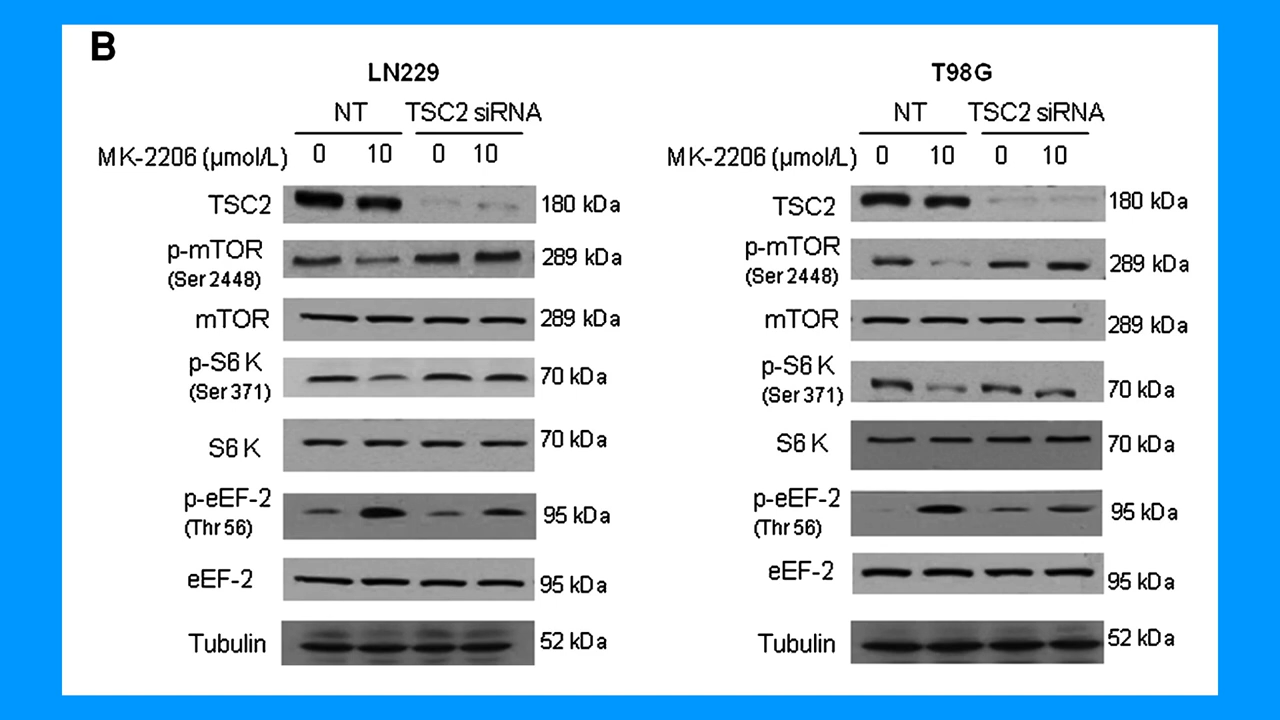 B
LN229
NT TSC2 siRNA
MK-2206 (μmol/L) 0 10 0 10
TSC2 180 kDa
p-mTOR
(Ser 2448) 289 kDa
mTOR 289 kDa
p-S6 K
(Ser 371) 70 kDa
S6 K 70 kDa
p-eEF-2
(Thr 56) 95 kDa
eEF-2 95 kDa
Tubulin 52 kDa
T98G
NT TSC2 siRNA
MK-2206 (μmol/L) 0 10 0 10
TSC2 180 kDa
p-mTOR
(Ser 2448) 289 kDa
mTOR 289 kDa
p-S6 K
(Ser 371) 70 kDa
S6 K 70 kDa
p-eEF-2
(Thr 56) 95 kDa
eEF-2 95 kDa
Tubulin 52 kDa